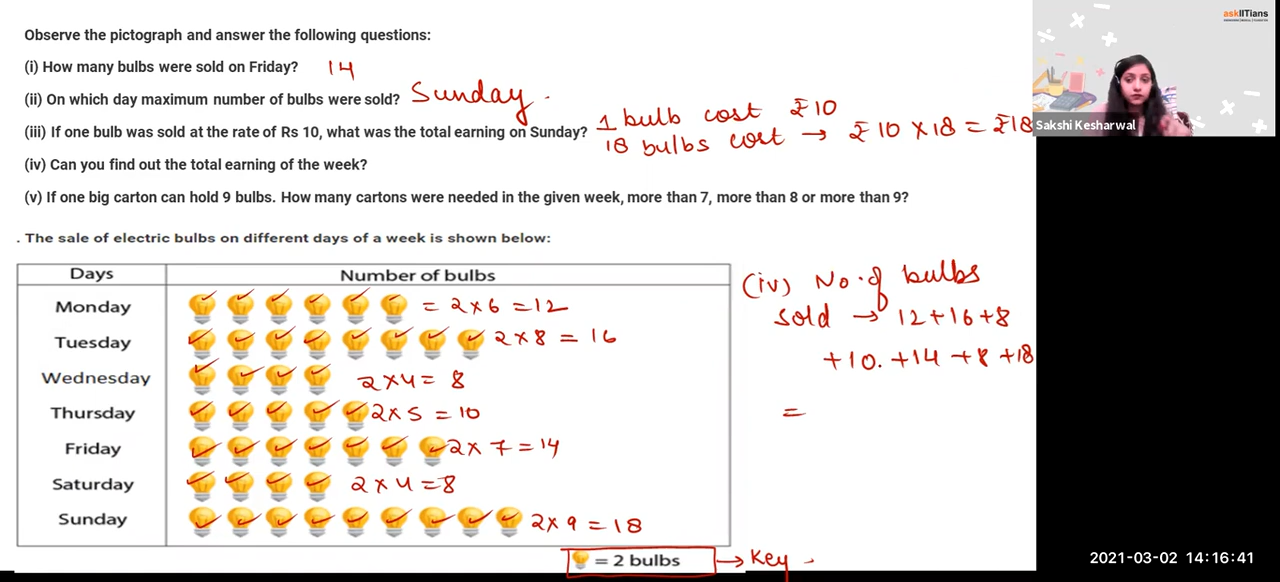 askIITians
Observe the pictograph and answer the following questions:
(i) How many bulbs were sold on Friday? 14
(ii) On which day maximum number of bulbs were sold? Sunday.
1 bulb cost ₹10
(iii) If one bulb was sold at the rate of Rs 10, what was the total earning on Sunday?
18 bulbs cost → ₹10 × 18 = ₹18
Sakshi Kesharwal
(iv) Can you find out the total earning of the week?
(v) If one big carton can hold 9 bulbs. How many cartons were needed in the given week, more than 7, more than 8 or more than 9?
. The sale of electric bulbs on different days of a week is shown below:
Days Number of bulbs
Monday = 2×6 =12
Tuesday 2×8 = 16
Wednesday 2×4= 8
Thursday 2×5 =10
Friday 2× 7 =14
Saturday 2×4 =8
Sunday 2×9 =18
= 2 bulbs → Key
(iv) No. of bulbs
sold → 12+16+8
+10. +14 +8 +18
=
2021-03-02 14:16:41